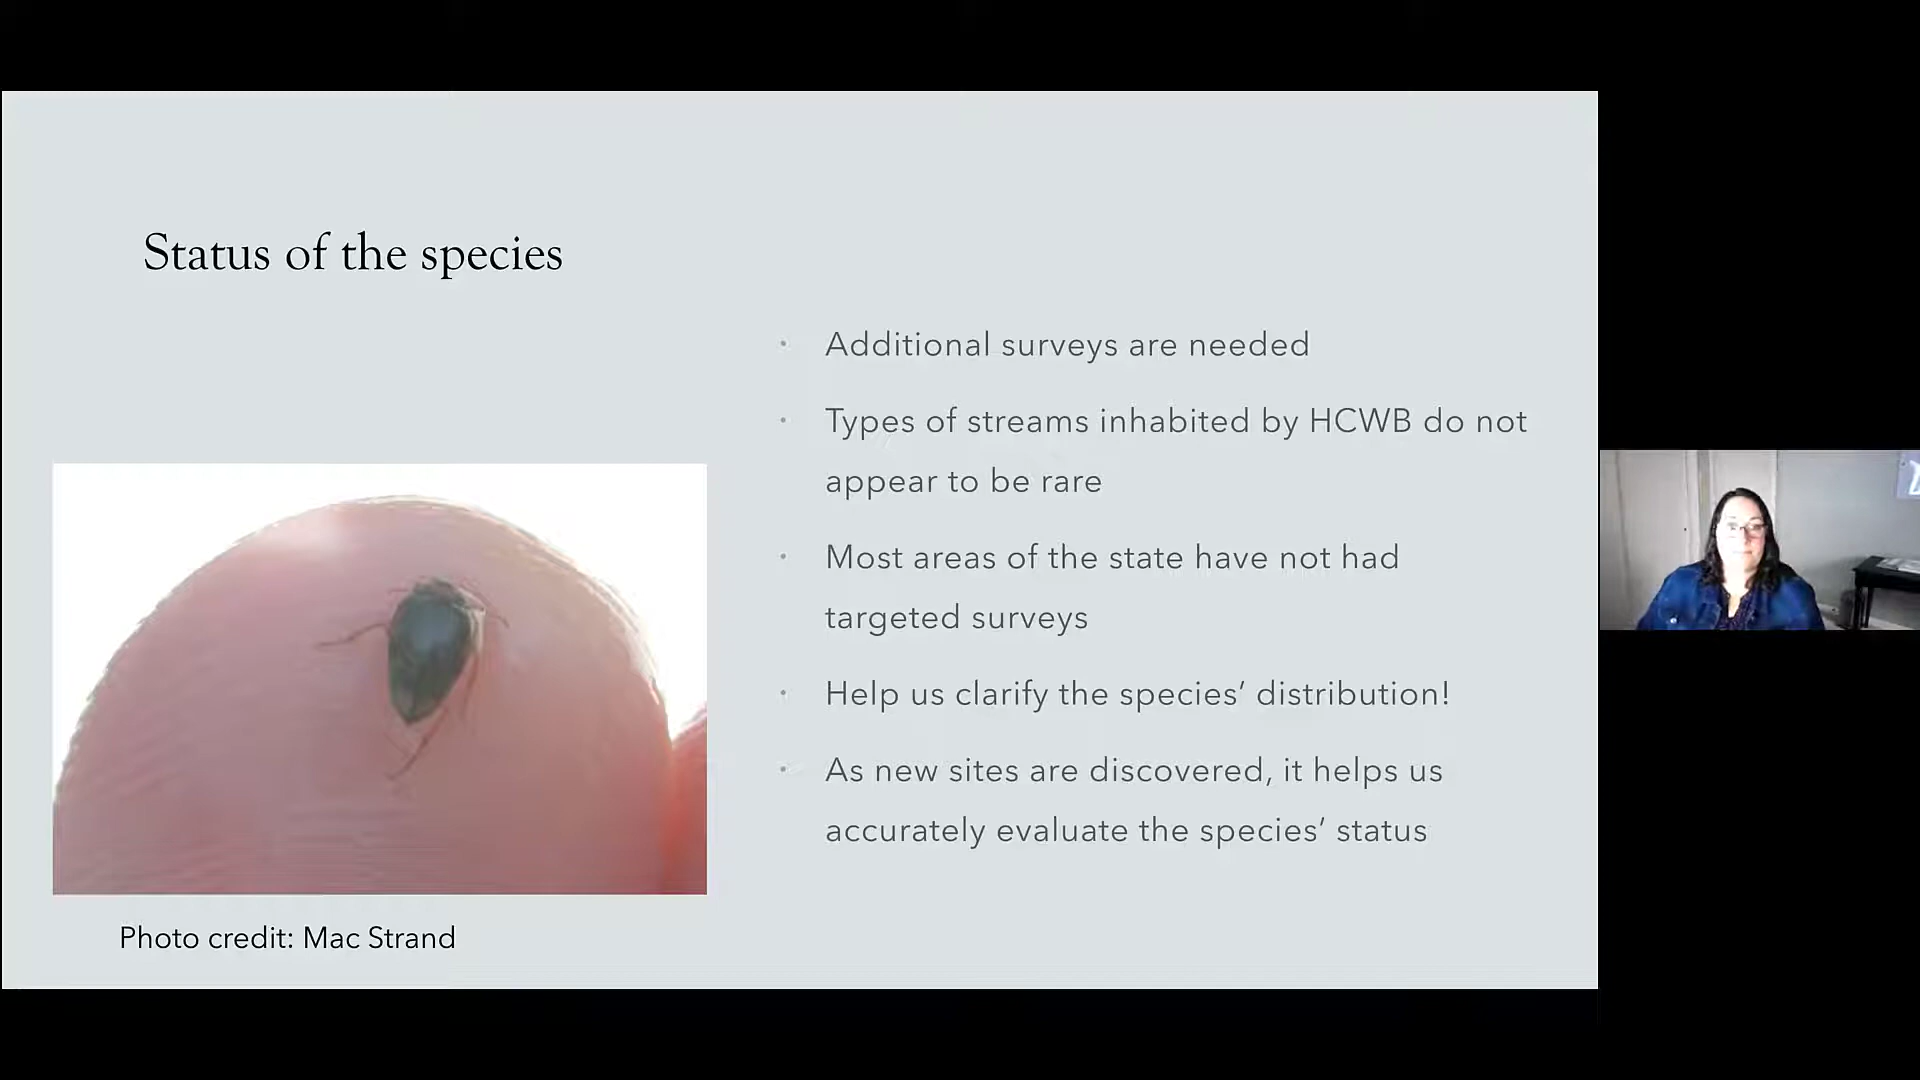 Status of the species
• Additional surveys are needed
• Types of streams inhabited by HCWB do not
appear to be rare
• Most areas of the state have not had
targeted surveys
• Help us clarify the species’ distribution!
• As new sites are discovered, it helps us
accurately evaluate the species’ status
Photo credit: Mac Strand